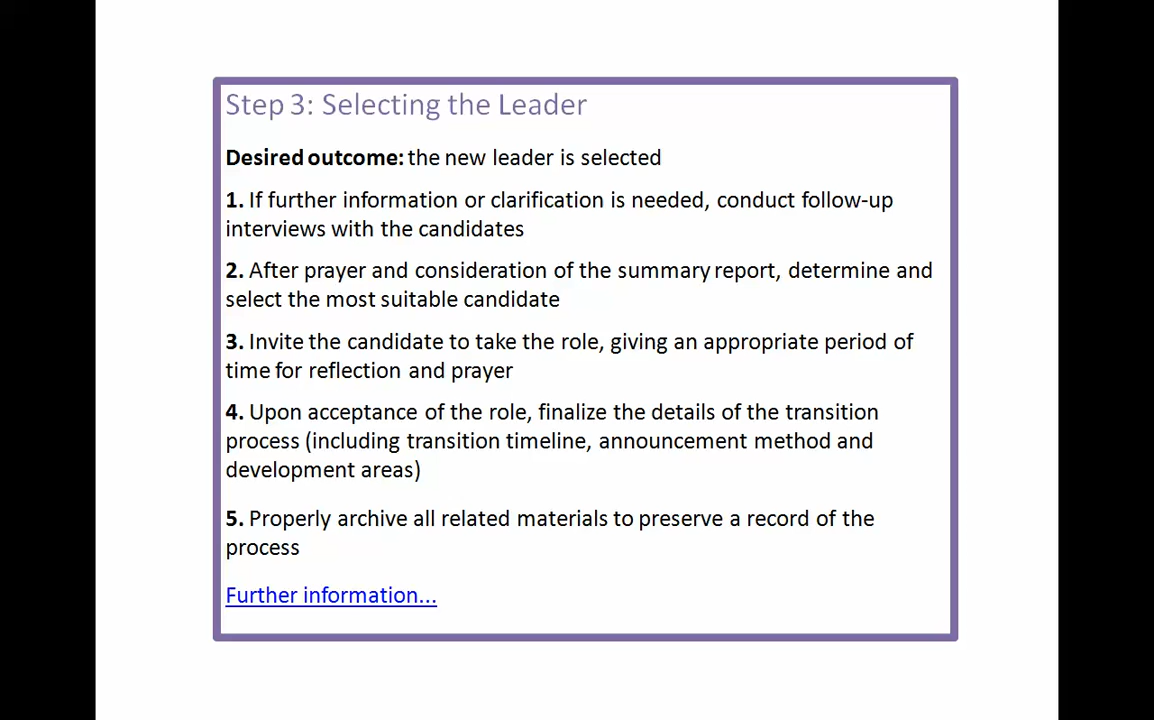 Step 3: Selecting the Leader
Desired outcome: the new leader is selected
1. If further information or clarification is needed, conduct follow-up
interviews with the candidates
2. After prayer and consideration of the summary report, determine and
select the most suitable candidate
3. Invite the candidate to take the role, giving an appropriate period of
time for reflection and prayer
4. Upon acceptance of the role, finalize the details of the transition
process (including transition timeline, announcement method and
development areas)
5. Properly archive all related materials to preserve a record of the
process
Further information...